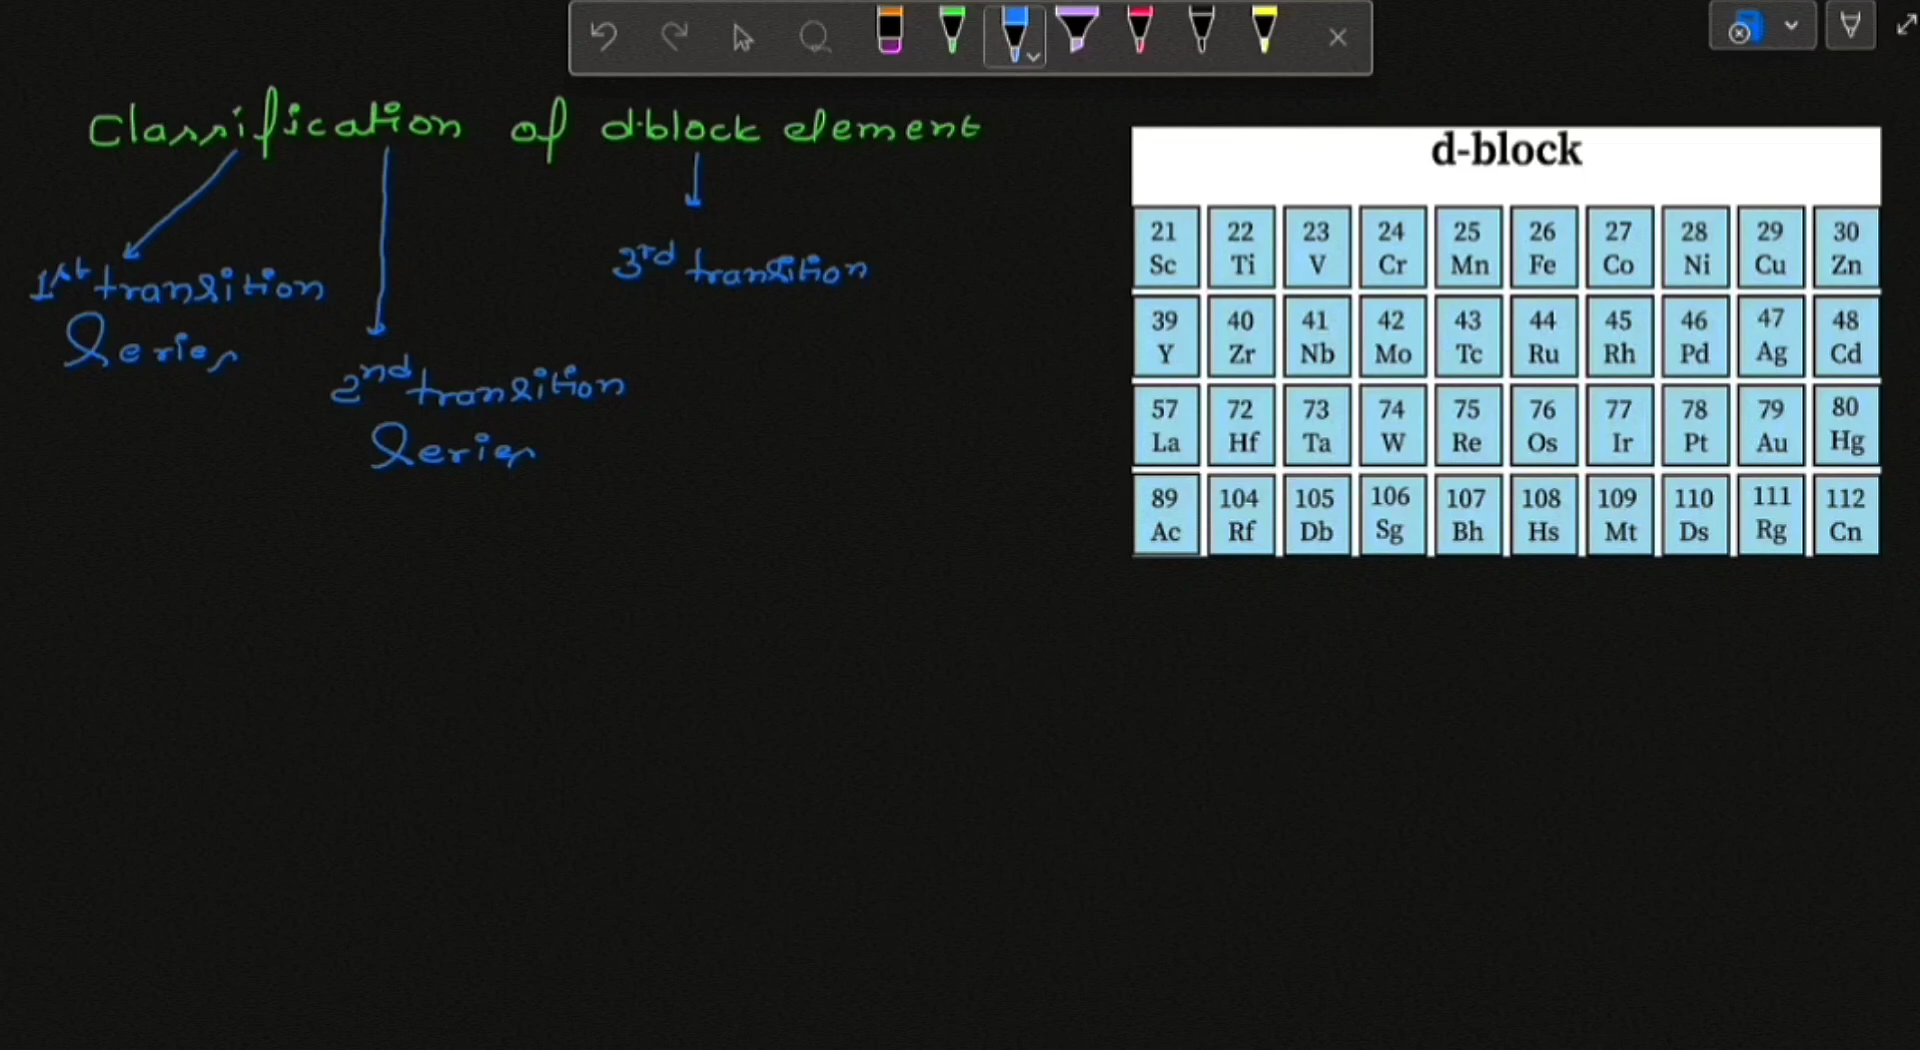 Classification of d-block element
1st transition
Series
2nd transition
Series
3rd transition
d-block
21 22 23 24 25 26 27 28 29 30
Sc Ti V Cr Mn Fe Co Ni Cu Zn
39 40 41 42 43 44 45 46 47 48
Y Zr Nb Mo Tc Ru Rh Pd Ag Cd
57 72 73 74 75 76 77 78 79 80
La Hf Ta W Re Os Ir Pt Au Hg
89 104 105 106 107 108 109 110 111 112
Ac Rf Db Sg Bh Hs Mt Ds Rg Cn